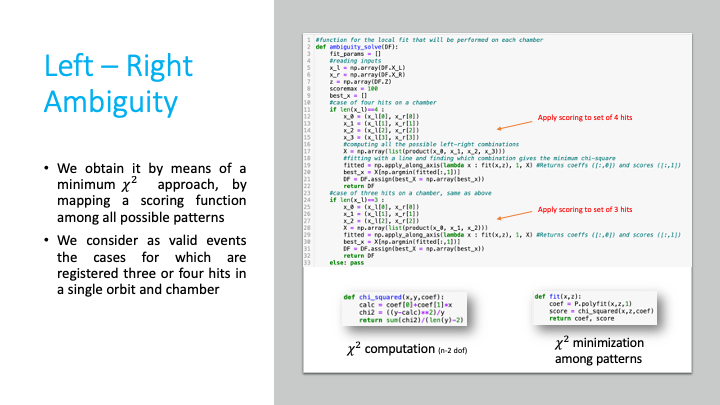 Left – Right
Ambiguity
• We obtain it by means of a
minimum χ² approach, by
mapping a scoring function
among all possible patterns
• We consider as valid events
the cases for which are
registered three or four hits in
a single orbit and chamber
1 #function for the local fit that will be performed on each chamber
2 def ambiguity_solve(DF):
3 fit_params = []
4 #reading inputs
5 x_l = np.array(DF.X_L)
6 x_r = np.array(DF.X_R)
7 z = np.array(DF.Z)
8 scoremax = 100
9 best_x = []
10 #case of four hits on a chamber
11 if len(x_l)==4 :
12 x_0 = (x_l[0], x_r[0])
13 x_1 = (x_l[1], x_r[1])
14 x_2 = (x_l[2], x_r[2])
15 x_3 = (x_l[3], x_r[3])
16 #computing all the possible left-right combinations
17 X = np.array(list(product(x_0, x_1, x_2, x_3)))
18 #fitting with a line and finding which combination gives the minimum chi-square
19 fitted = np.apply_along_axis(lambda x : fit(x,z), 1, X) #Returns coeffs ([:,0]) and scores ([:,1])
20 best_x = X[np.argmin(fitted[:,1])]
21 DF = DF.assign(best_X = np.array(best_x))
22 return DF
23 #case of three hits on a chamber, same as above
24 if len(x_l)==3 :
25 x_0 = (x_l[0], x_r[0])
26 x_1 = (x_l[1], x_r[1])
27 x_2 = (x_l[2], x_r[2])
28 X = np.array(list(product(x_0, x_1, x_2)))
29 fitted = np.apply_along_axis(lambda x : fit(x,z), 1, X) #Returns coeffs ([:,0]) and scores ([:,1])
30 best_x = X[np.argmin(fitted[:,1])]
31 DF = DF.assign(best_X = np.array(best_x))
32 return DF
33 else: pass
Apply scoring to set of 4 hits
Apply scoring to set of 3 hits
def chi_squared(x,y,coef):
calc = coef[0]+coef[1]*x
chi2 = ((y-calc)**2)/y
return sum(chi2)/(len(y)-2)
χ² computation (n-2 dof)
def fit(x,z):
coef = P.polyfit(x,z,1)
score = chi_squared(x,z,coef)
return coef, score
χ² minimization
among patterns